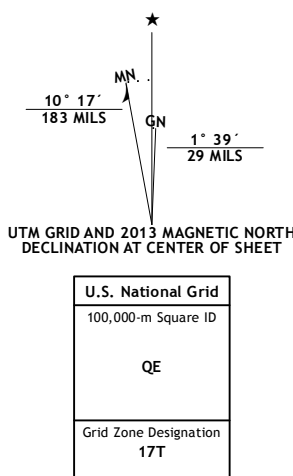 ★
MN
GN
10° 17´
183 MILS
1° 39´
29 MILS
UTM GRID AND 2013 MAGNETIC NORTH
DECLINATION AT CENTER OF SHEET
U.S. National Grid
100,000-m Square ID
QE
Grid Zone Designation
17T